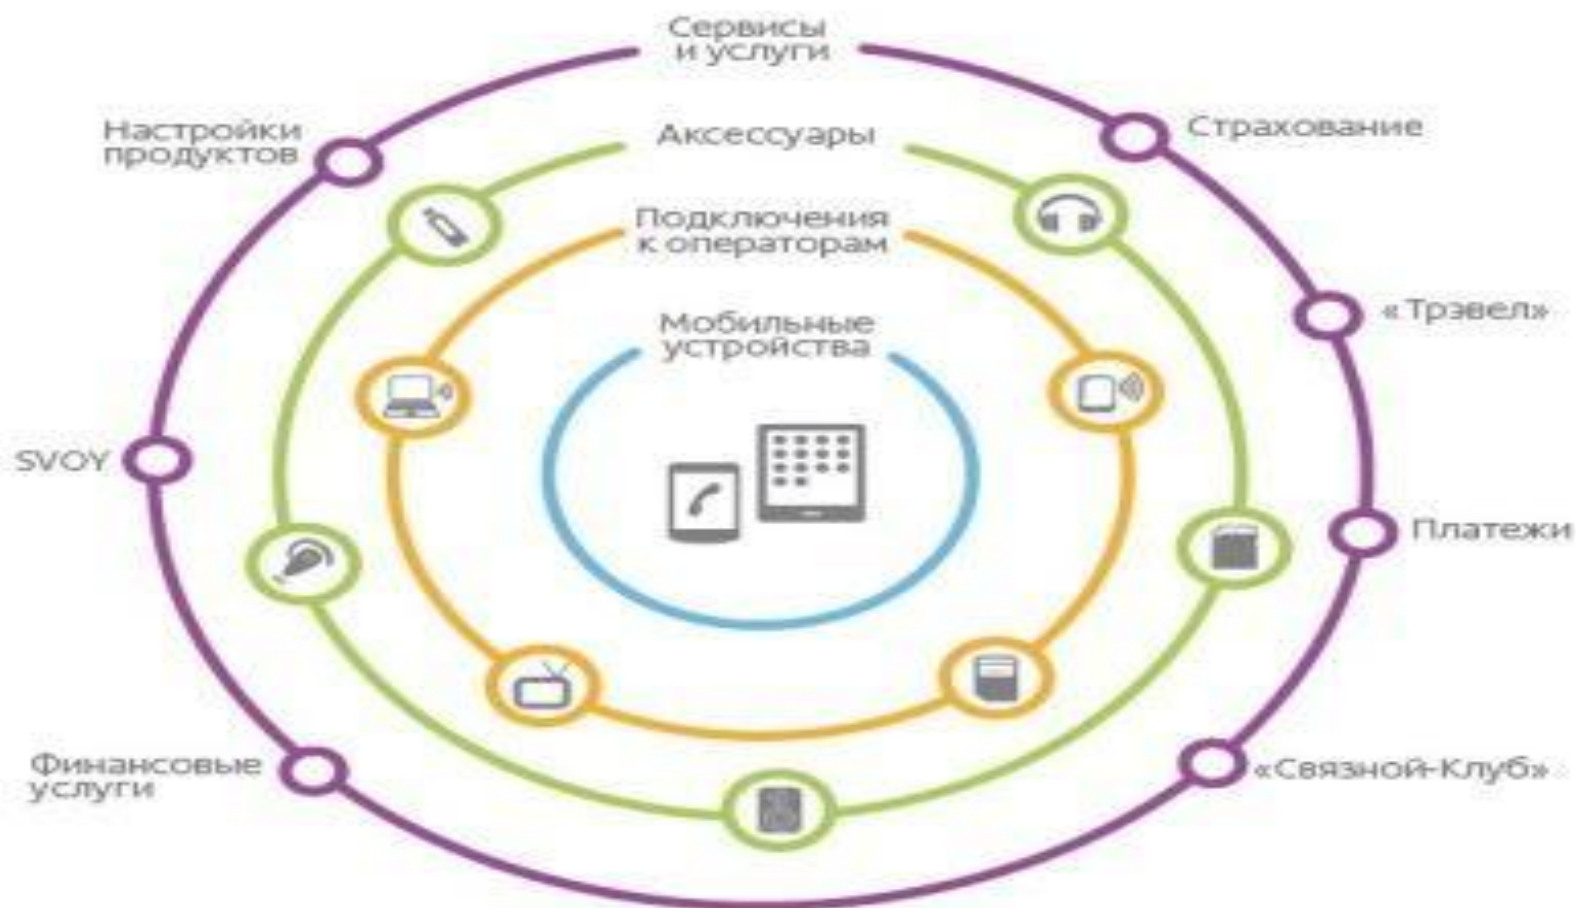 Сервисы
и услуги
Настройки
продуктов
Аксессуары
Страхование
Подключения
к операторам
Мобильные
устройства
«Трэвел»
SVOY
Платежи
Финансовые
услуги
«Связной-Клуб»